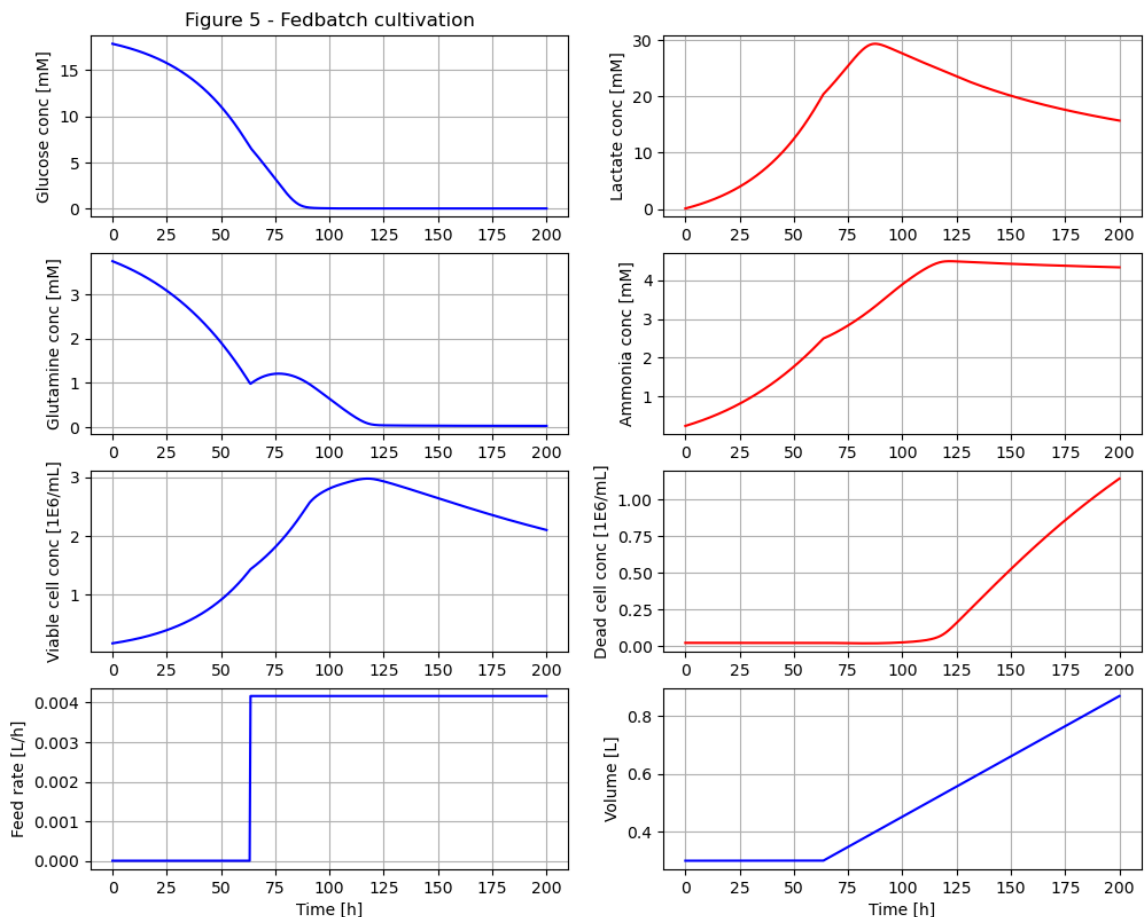 Figure 5 - Fedbatch cultivation
Glucose conc [mM]
15
10
5
0
0 25 50 75 100 125 150 175 200
Lactate conc [mM]
30
20
10
0
0 25 50 75 100 125 150 175 200
Glutamine conc [mM]
3
2
1
0
0 25 50 75 100 125 150 175 200
Ammonia conc [mM]
4
3
2
1
0 25 50 75 100 125 150 175 200
Viable cell conc [1E6/mL]
3
2
1
0 25 50 75 100 125 150 175 200
Dead cell conc [1E6/mL]
1.00
0.75
0.50
0.25
0.00
0 25 50 75 100 125 150 175 200
Feed rate [L/h]
0.004
0.003
0.002
0.001
0.000
0 25 50 75 100 125 150 175 200
Time [h]
Volume [L]
0.8
0.6
0.4
0 25 50 75 100 125 150 175 200
Time [h]